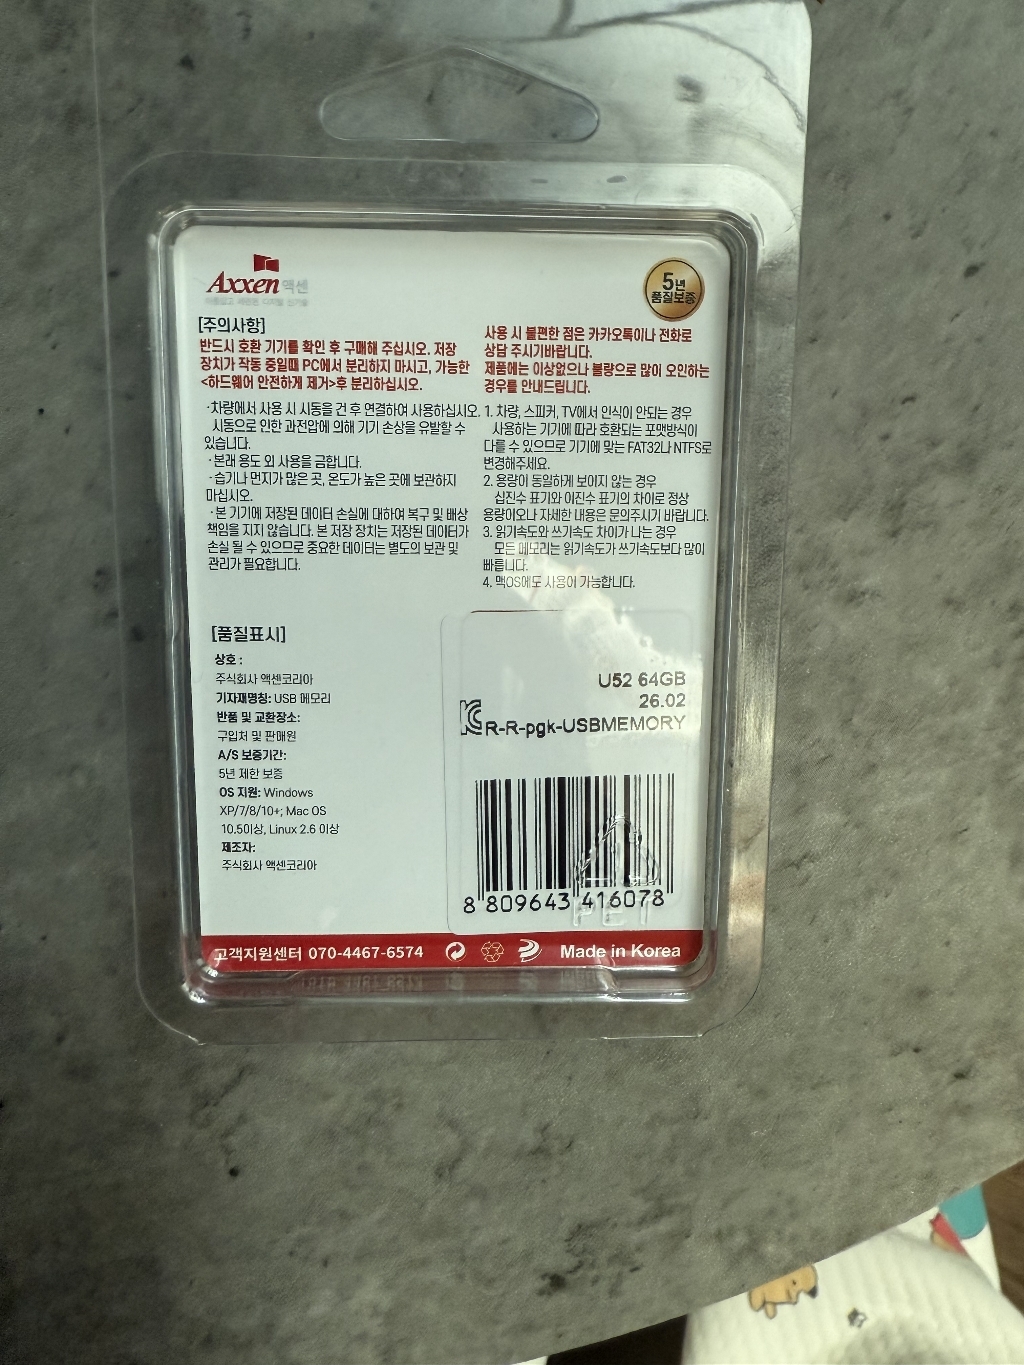 Axxen 액센
5년
품질보증
[주의사항]
반드시 호환 기기를 확인 후 구매해 주십시오. 저장
장치가 작동 중일때 PC에서 분리하지 마시고, 가능한
<하드웨어 안전하게 제거>후 분리하십시오.
·차량에서 사용 시 시동을 건 후 연결하여 사용하십시오.
시동으로 인한 과전압에 의해 기기 손상을 유발할 수
있습니다.
·본래 용도 외 사용을 금합니다.
·습기나 먼지가 많은 곳, 온도가 높은 곳에 보관하지
마십시오.
·본 기기에 저장된 데이터 손실에 대하여 복구 및 배상
책임을 지지 않습니다. 본 저장 장치는 저장된 데이터가
손실 될 수 있으므로 중요한 데이터는 별도의 보관 및
관리가 필요합니다.
사용 시 불편한 점은 카카오톡이나 전화로
상담 주시기바랍니다.
제품에는 이상없으나 불량으로 많이 오인하는
경우를 안내드립니다.
1. 차량, 스피커, TV에서 인식이 안되는 경우
사용하는 기기에 따라 호환되는 포맷방식이
다를 수 있으므로 기기에 맞는 FAT32나 NTFS로
변경해주세요.
2. 용량이 동일하게 보이지 않는 경우
십진수 표기와 이진수 표기의 차이로 정상
용량이오나 자세한 내용은 문의주시기 바랍니다.
3. 읽기속도와 쓰기속도 차이가 나는 경우
모든 메모리는 읽기속도가 쓰기속도보다 많이
빠릅니다.
4. 맥OS에도 사용이 가능합니다.
[품질표시]
상호 :
주식회사 액센코리아
기자재명칭: USB 메모리
반품 및 교환장소:
구입처 및 판매원
A/S 보증기간:
5년 제한 보증
OS 지원: Windows
XP/7/8/10+; Mac OS
10.5이상, Linux 2.6 이상
제조자:
주식회사 액센코리아
U52 64GB
26.02
R-R-pgk-USBMEMORY
8 809643 416078
PET
고객지원센터 070-4467-6574
Made in Korea